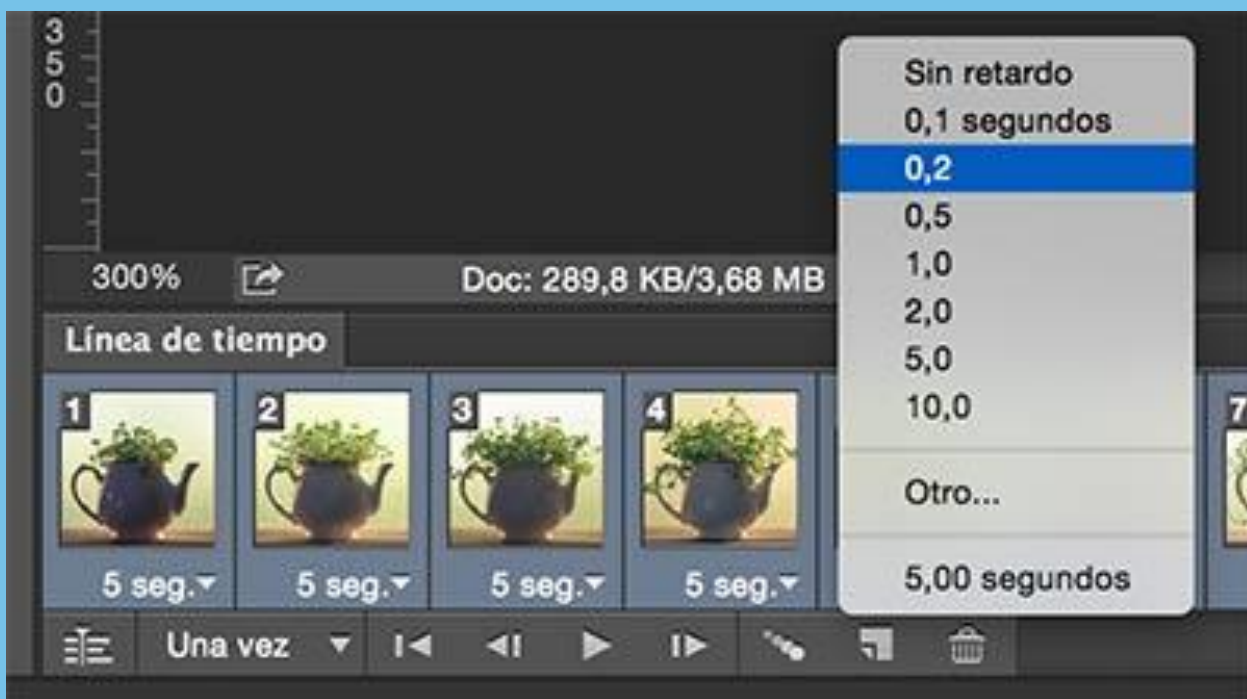 3
5
0
300%
Doc: 289,8 KB/3,68 MB
Línea de tiempo
1
2
3
4
7
5 seg.
5 seg.
5 seg.
5 seg.
Una vez
Sin retardo
0,1 segundos
0,2
0,5
1,0
2,0
5,0
10,0
Otro...
5,00 segundos